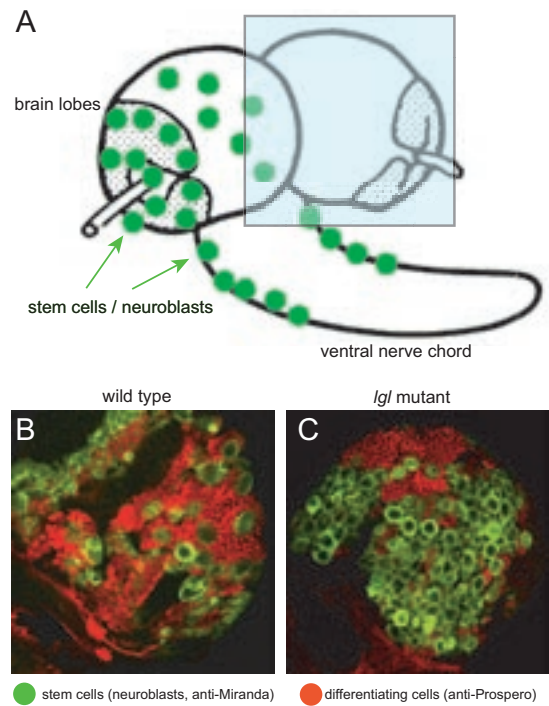 A
brain lobes
stem cells / neuroblasts
ventral nerve chord
wild type
lgl mutant
B
C
stem cells (neuroblasts, anti-Miranda)
differentiating cells (anti-Prospero)